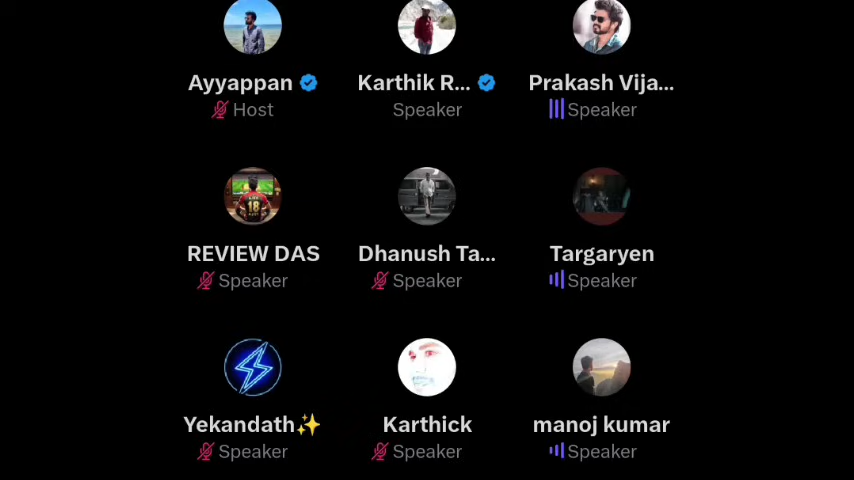 Ayyappan Karthik R... Prakash Vija...
Host Speaker Speaker
18
REVIEW DAS Dhanush Ta... Targaryen
Speaker Speaker Speaker
Yekandath✨ Karthick manoj kumar
Speaker Speaker Speaker